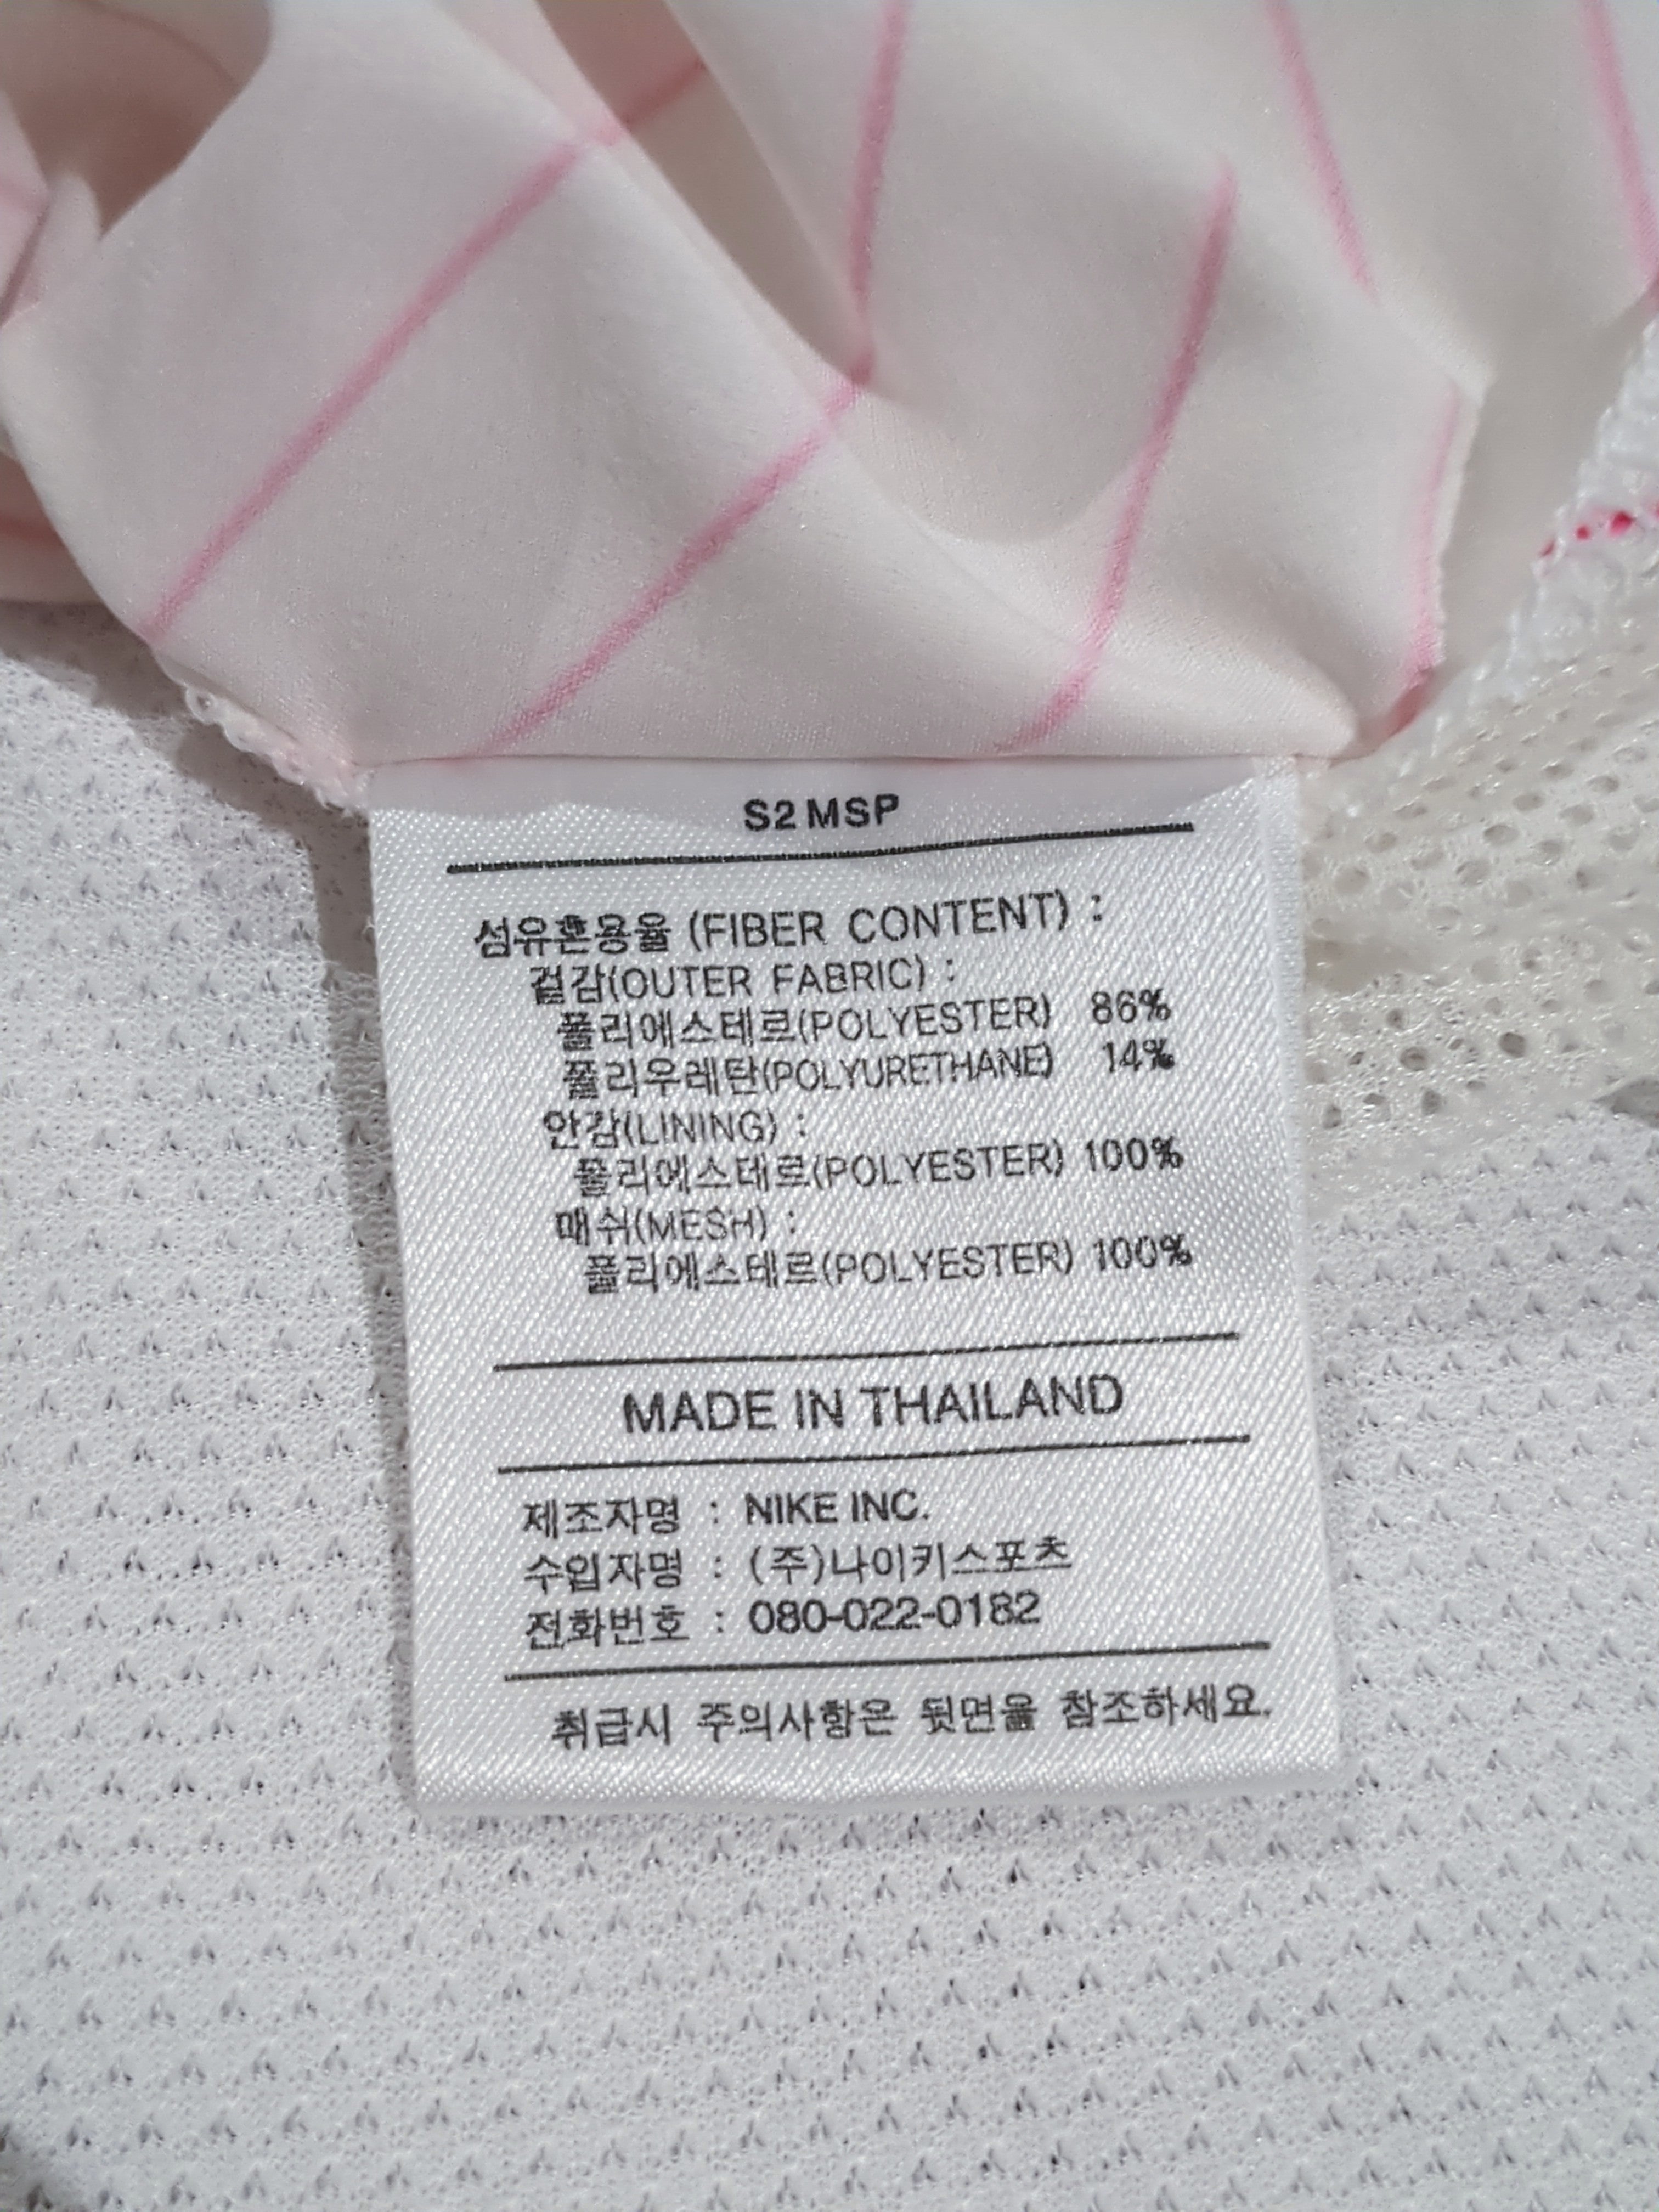 S2MSP
섬유혼용율 (FIBER CONTENT) :
겉감(OUTER FABRIC) :
폴리에스테르(POLYESTER) 86%
폴리우레탄(POLYURETHANE) 14%
안감(LINING) :
폴리에스테르(POLYESTER) 100%
매쉬(MESH) :
폴리에스테르(POLYESTER) 100%
MADE IN THAILAND
제조자명 : NIKE INC.
수입자명 : (주)나이키스포츠
전화번호 : 080-022-0182
취급시 주의사항은 뒷면을 참조하세요.